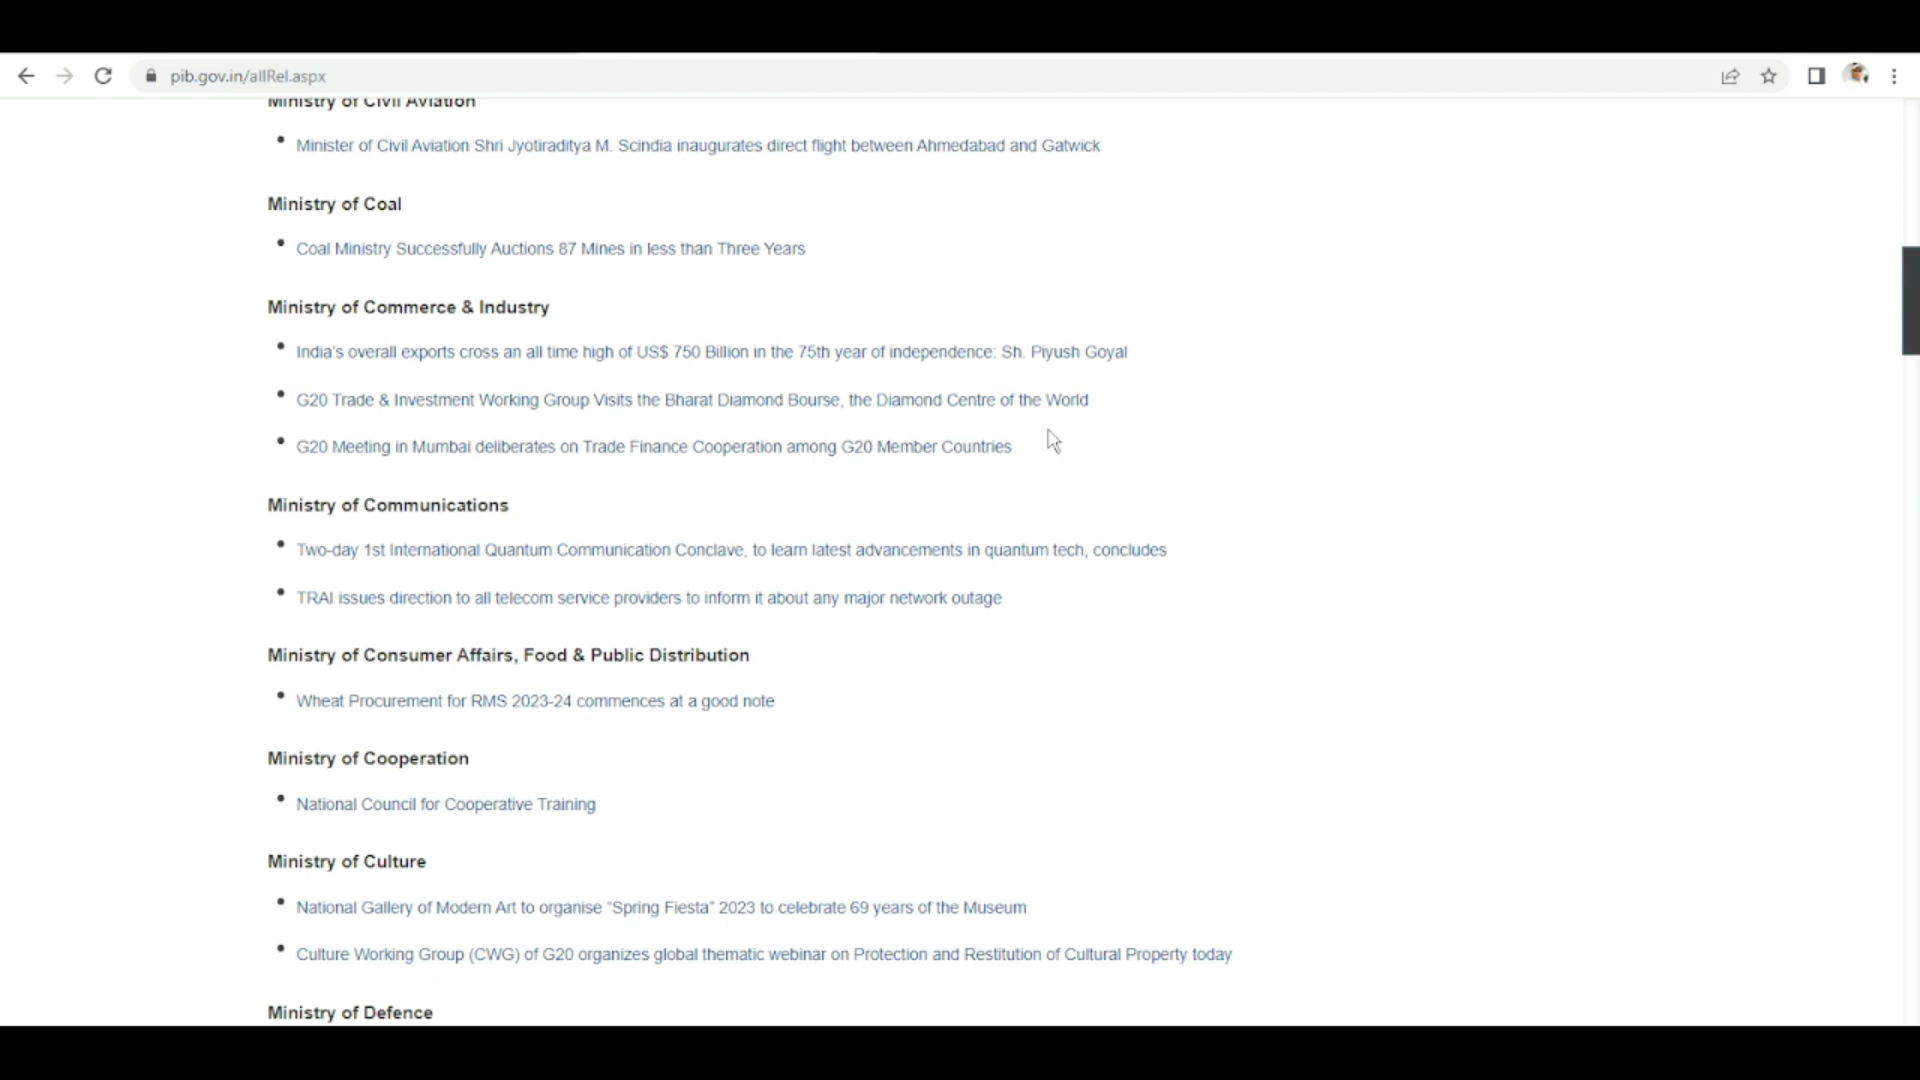 pib.gov.in/allRel.aspx
Ministry of Civil Aviation
Minister of Civil Aviation Shri Jyotiraditya M. Scindia inaugurates direct flight between Ahmedabad and Gatwick
Ministry of Coal
Coal Ministry Successfully Auctions 87 Mines in less than Three Years
Ministry of Commerce & Industry
India's overall exports cross an all time high of US$ 750 Billion in the 75th year of independence: Sh. Piyush Goyal
G20 Trade & Investment Working Group Visits the Bharat Diamond Bourse, the Diamond Centre of the World
G20 Meeting in Mumbai deliberates on Trade Finance Cooperation among G20 Member Countries
Ministry of Communications
Two-day 1st International Quantum Communication Conclave, to learn latest advancements in quantum tech, concludes
TRAI issues direction to all telecom service providers to inform it about any major network outage
Ministry of Consumer Affairs, Food & Public Distribution
Wheat Procurement for RMS 2023-24 commences at a good note
Ministry of Cooperation
National Council for Cooperative Training
Ministry of Culture
National Gallery of Modern Art to organise “Spring Fiesta” 2023 to celebrate 69 years of the Museum
Culture Working Group (CWG) of G20 organizes global thematic webinar on Protection and Restitution of Cultural Property today
Ministry of Defence